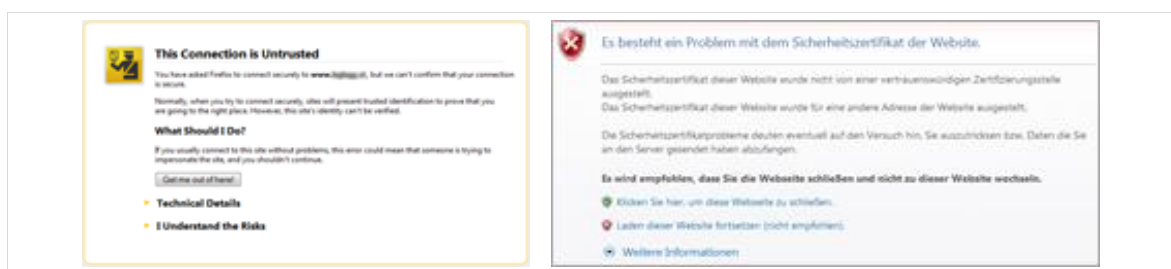 This Connection is Untrusted
You have asked Firefox to connect securely to www. , but we can't confirm that your connection
is secure.
Normally, when you try to connect securely, sites will present trusted identification to prove that you
are going to the right place. However, this site's identity can't be verified.
What Should I Do?
If you usually connect to this site without problems, this error could mean that someone is trying to
impersonate the site, and you shouldn't continue.
Get me out of here!
Technical Details
I Understand the Risks
Es besteht ein Problem mit dem Sicherheitszertifikat der Website.
Das Sicherheitszertifikat dieser Website wurde nicht von einer vertrauenswürdigen Zertifizierungsstelle
ausgestellt.
Das Sicherheitszertifikat dieser Website wurde für eine andere Adresse der Website ausgestellt.
Die Sicherheitszertifikatprobleme deuten eventuell auf den Versuch hin, Sie auszutricksen bzw. Daten die Sie
an den Server gesendet haben abzufangen.
Es wird empfohlen, dass Sie die Webseite schließen und nicht zu dieser Website wechseln.
Klicken Sie hier, um diese Webseite zu schließen.
Laden dieser Website fortsetzen (nicht empfohlen).
Weitere Informationen